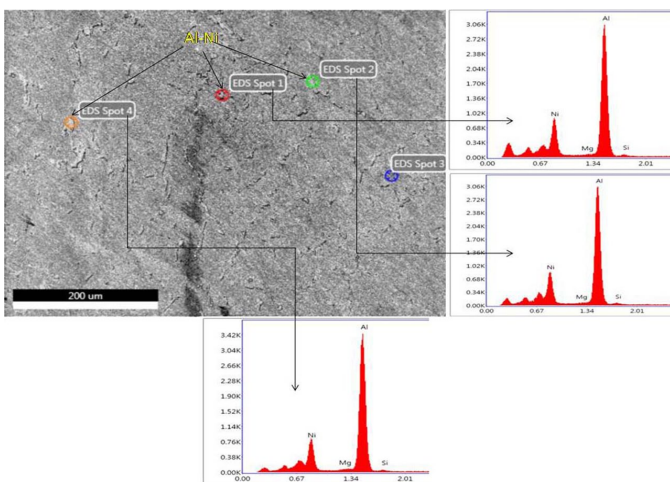 Al-Ni
EDS Spot 1
EDS Spot 2
EDS Spot 4
EDS Spot 3
200 um
3.06K
2.72K
2.38K
2.04K
1.70K
1.36K
1.02K
0.68K
0.34K
0.00K
0.00
0.67
1.34
2.01
Ni
Mg
Al
Si
3.06K
2.72K
2.38K
2.04K
1.70K
1.36K
1.02K
0.68K
0.34K
0.00K
0.00
0.67
1.34
2.01
Ni
Mg
Al
Si
3.42K
3.04K
2.66K
2.28K
1.90K
1.52K
1.14K
0.76K
0.38K
0.00K
0.00
0.67
1.34
2.01
Ni
Mg
Al
Si